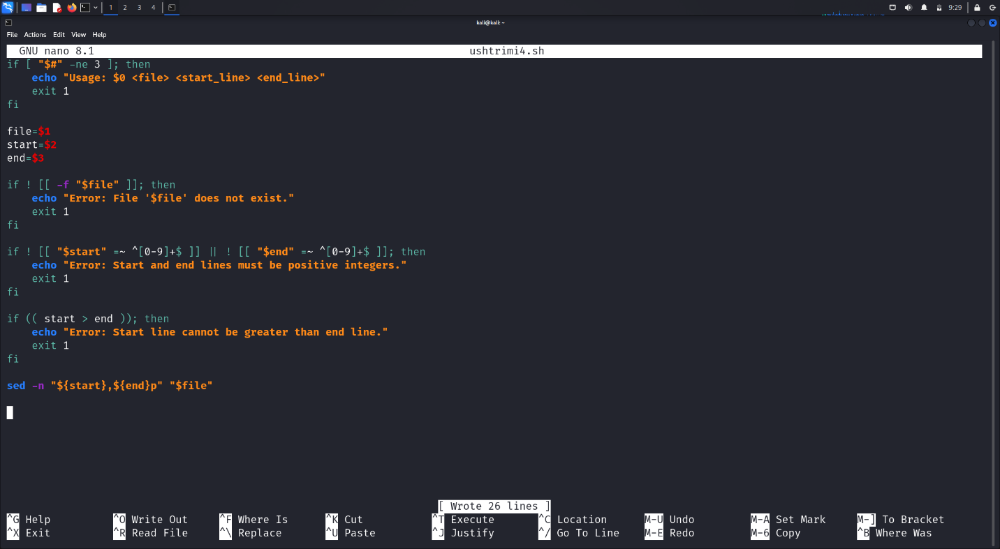 1 2 3 4
9:29
kali@kali: ~
File Actions Edit View Help
GNU nano 8.1 ushtrimi4.sh
if [ "$#" -ne 3 ]; then
    echo "Usage: $0 <file> <start_line> <end_line>"
    exit 1
fi

file=$1
start=$2
end=$3

if ! [[ -f "$file" ]]; then
    echo "Error: File '$file' does not exist."
    exit 1
fi

if ! [[ "$start" =~ ^[0-9]+$ ]] || ! [[ "$end" =~ ^[0-9]+$ ]]; then
    echo "Error: Start and end lines must be positive integers."
    exit 1
fi

if (( start > end )); then
    echo "Error: Start line cannot be greater than end line."
    exit 1
fi

sed -n "${start},${end}p" "$file"

[ Wrote 26 lines ]
^G Help ^O Write Out ^F Where Is ^K Cut ^T Execute ^C Location M-U Undo M-A Set Mark M-] To Bracket
^X Exit ^R Read File ^\ Replace ^U Paste ^J Justify ^/ Go To Line M-E Redo M-6 Copy ^B Where Was